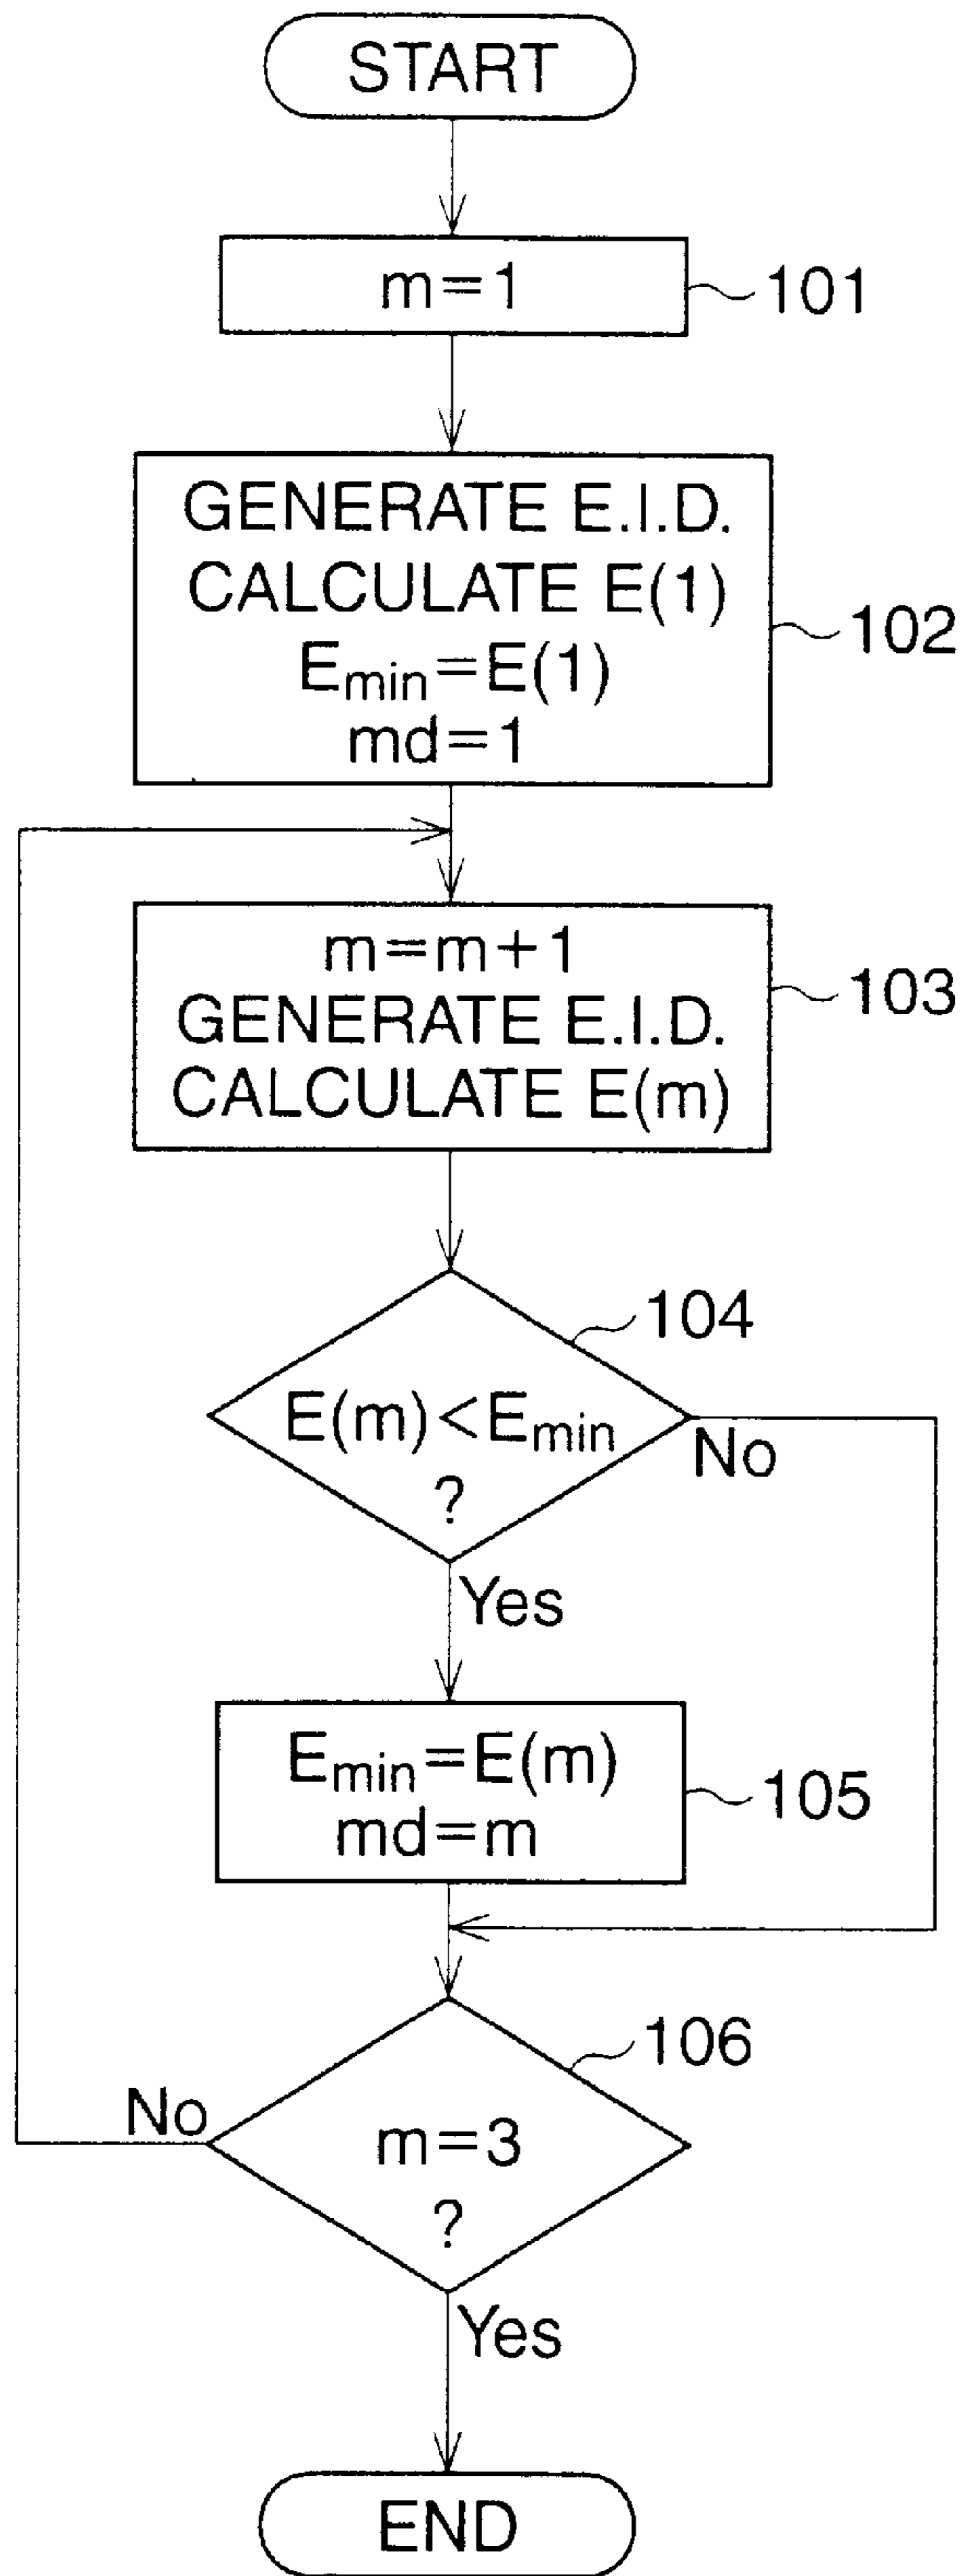 START
m=1
101
GENERATE E.I.D.
CALCULATE E(1)
Emin=E(1)
md=1
102
m=m+1
GENERATE E.I.D.
CALCULATE E(m)
103
104
E(m)<Emin
?
No
Yes
Emin=E(m)
md=m
105
106
No
m=3
?
Yes
END